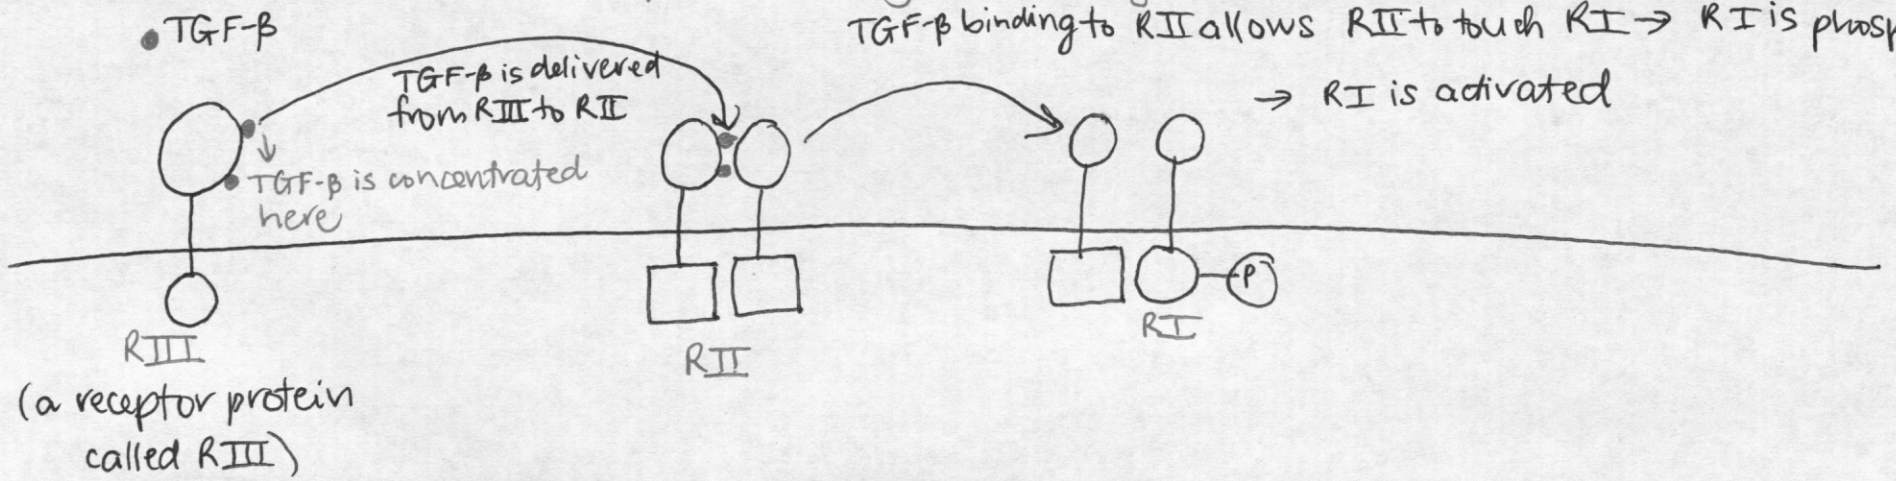 TGF-β
TGF-β binding to RII allows RII to touch RI → RI is phosp
→ RI is activated
TGF-β is delivered
from RIII to RII
TGF-β is concentrated
here
P
RIII
RII
RI
(a receptor protein
called RIII)